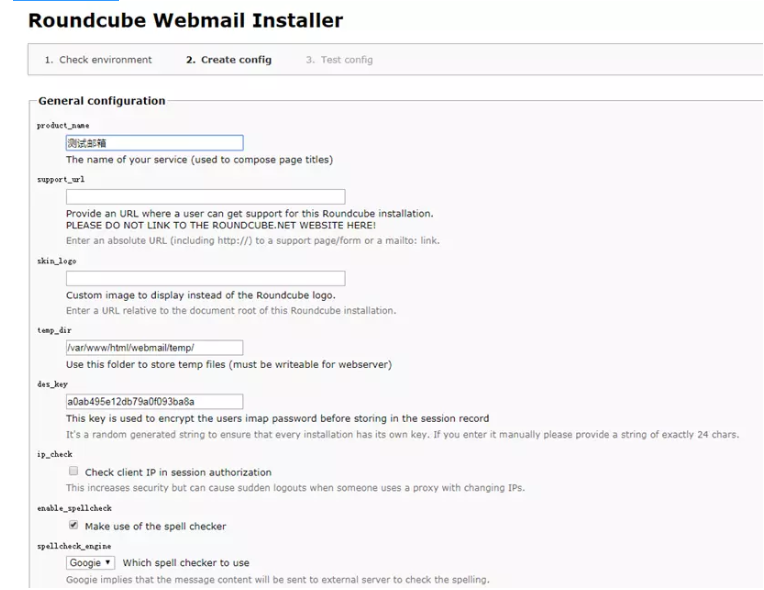 Roundcube Webmail Installer
1. Check environment 2. Create config 3. Test config
General configuration
product_name
测试邮箱
The name of your service (used to compose page titles)
support_url
Provide an URL where a user can get support for this Roundcube installation.
PLEASE DO NOT LINK TO THE ROUNDCUBE.NET WEBSITE HERE!
Enter an absolute URL (including http://) to a support page/form or a mailto: link.
skin_logo
Custom image to display instead of the Roundcube logo.
Enter a URL relative to the document root of this Roundcube installation.
temp_dir
/var/www/html/webmail/temp/
Use this folder to store temp files (must be writeable for webserver)
des_key
a0ab495e12db79a0f093ba8a
This key is used to encrypt the users imap password before storing in the session record
It's a random generated string to ensure that every installation has its own key. If you enter it manually please provide a string of exactly 24 chars.
ip_check
Check client IP in session authorization
This increases security but can cause sudden logouts when someone uses a proxy with changing IPs.
enable_spellcheck
Make use of the spell checker
spellcheck_engine
Googie Which spell checker to use
Googie implies that the message content will be sent to external server to check the spelling.